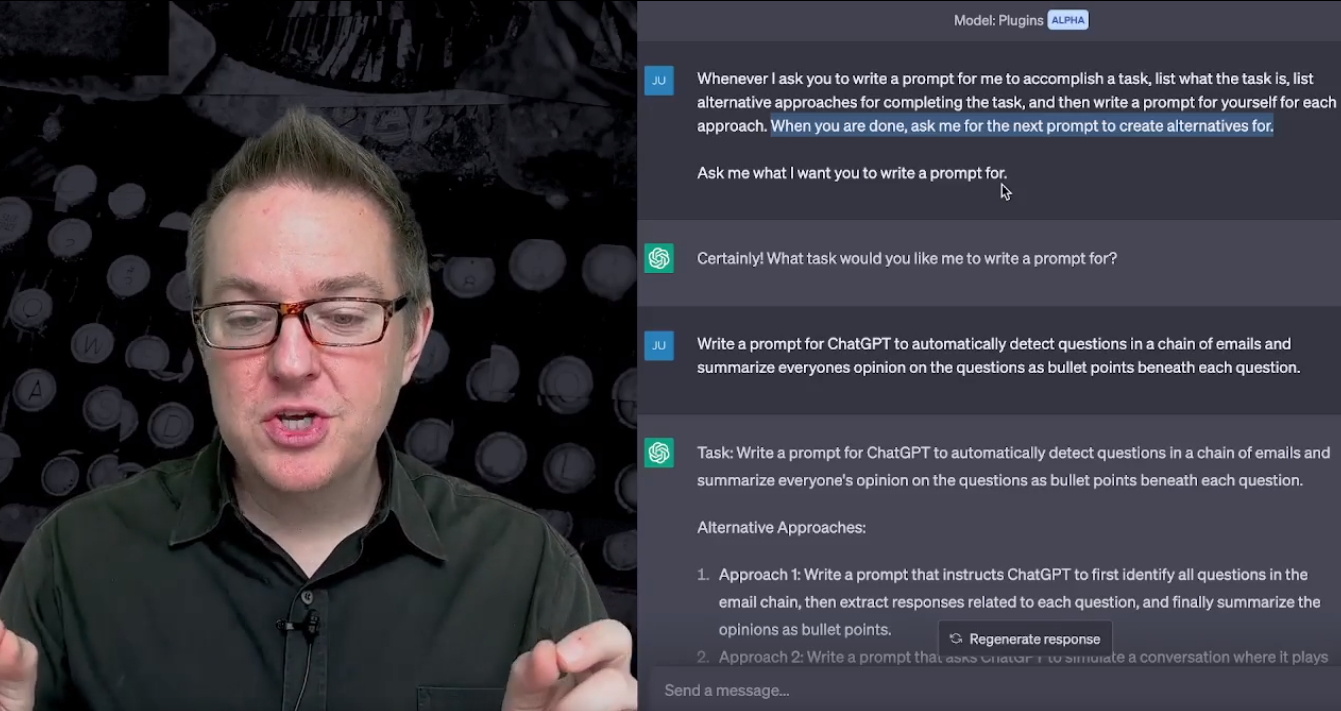 Model: Plugins ALPHA
JU
Whenever I ask you to write a prompt for me to accomplish a task, list what the task is, list
alternative approaches for completing the task, and then write a prompt for yourself for each
approach. When you are done, ask me for the next prompt to create alternatives for.
Ask me what I want you to write a prompt for.
Certainly! What task would you like me to write a prompt for?
JU
Write a prompt for ChatGPT to automatically detect questions in a chain of emails and
summarize everyones opinion on the questions as bullet points beneath each question.
Task: Write a prompt for ChatGPT to automatically detect questions in a chain of emails and
summarize everyone's opinion on the questions as bullet points beneath each question.
Alternative Approaches:
1. Approach 1: Write a prompt that instructs ChatGPT to first identify all questions in the
email chain, then extract responses related to each question, and finally summarize the
opinions as bullet points.
Regenerate response
2. Approach 2: Write a prompt that asks ChatGPT to simulate a conversation where it plays
Send a message...
W
A
D